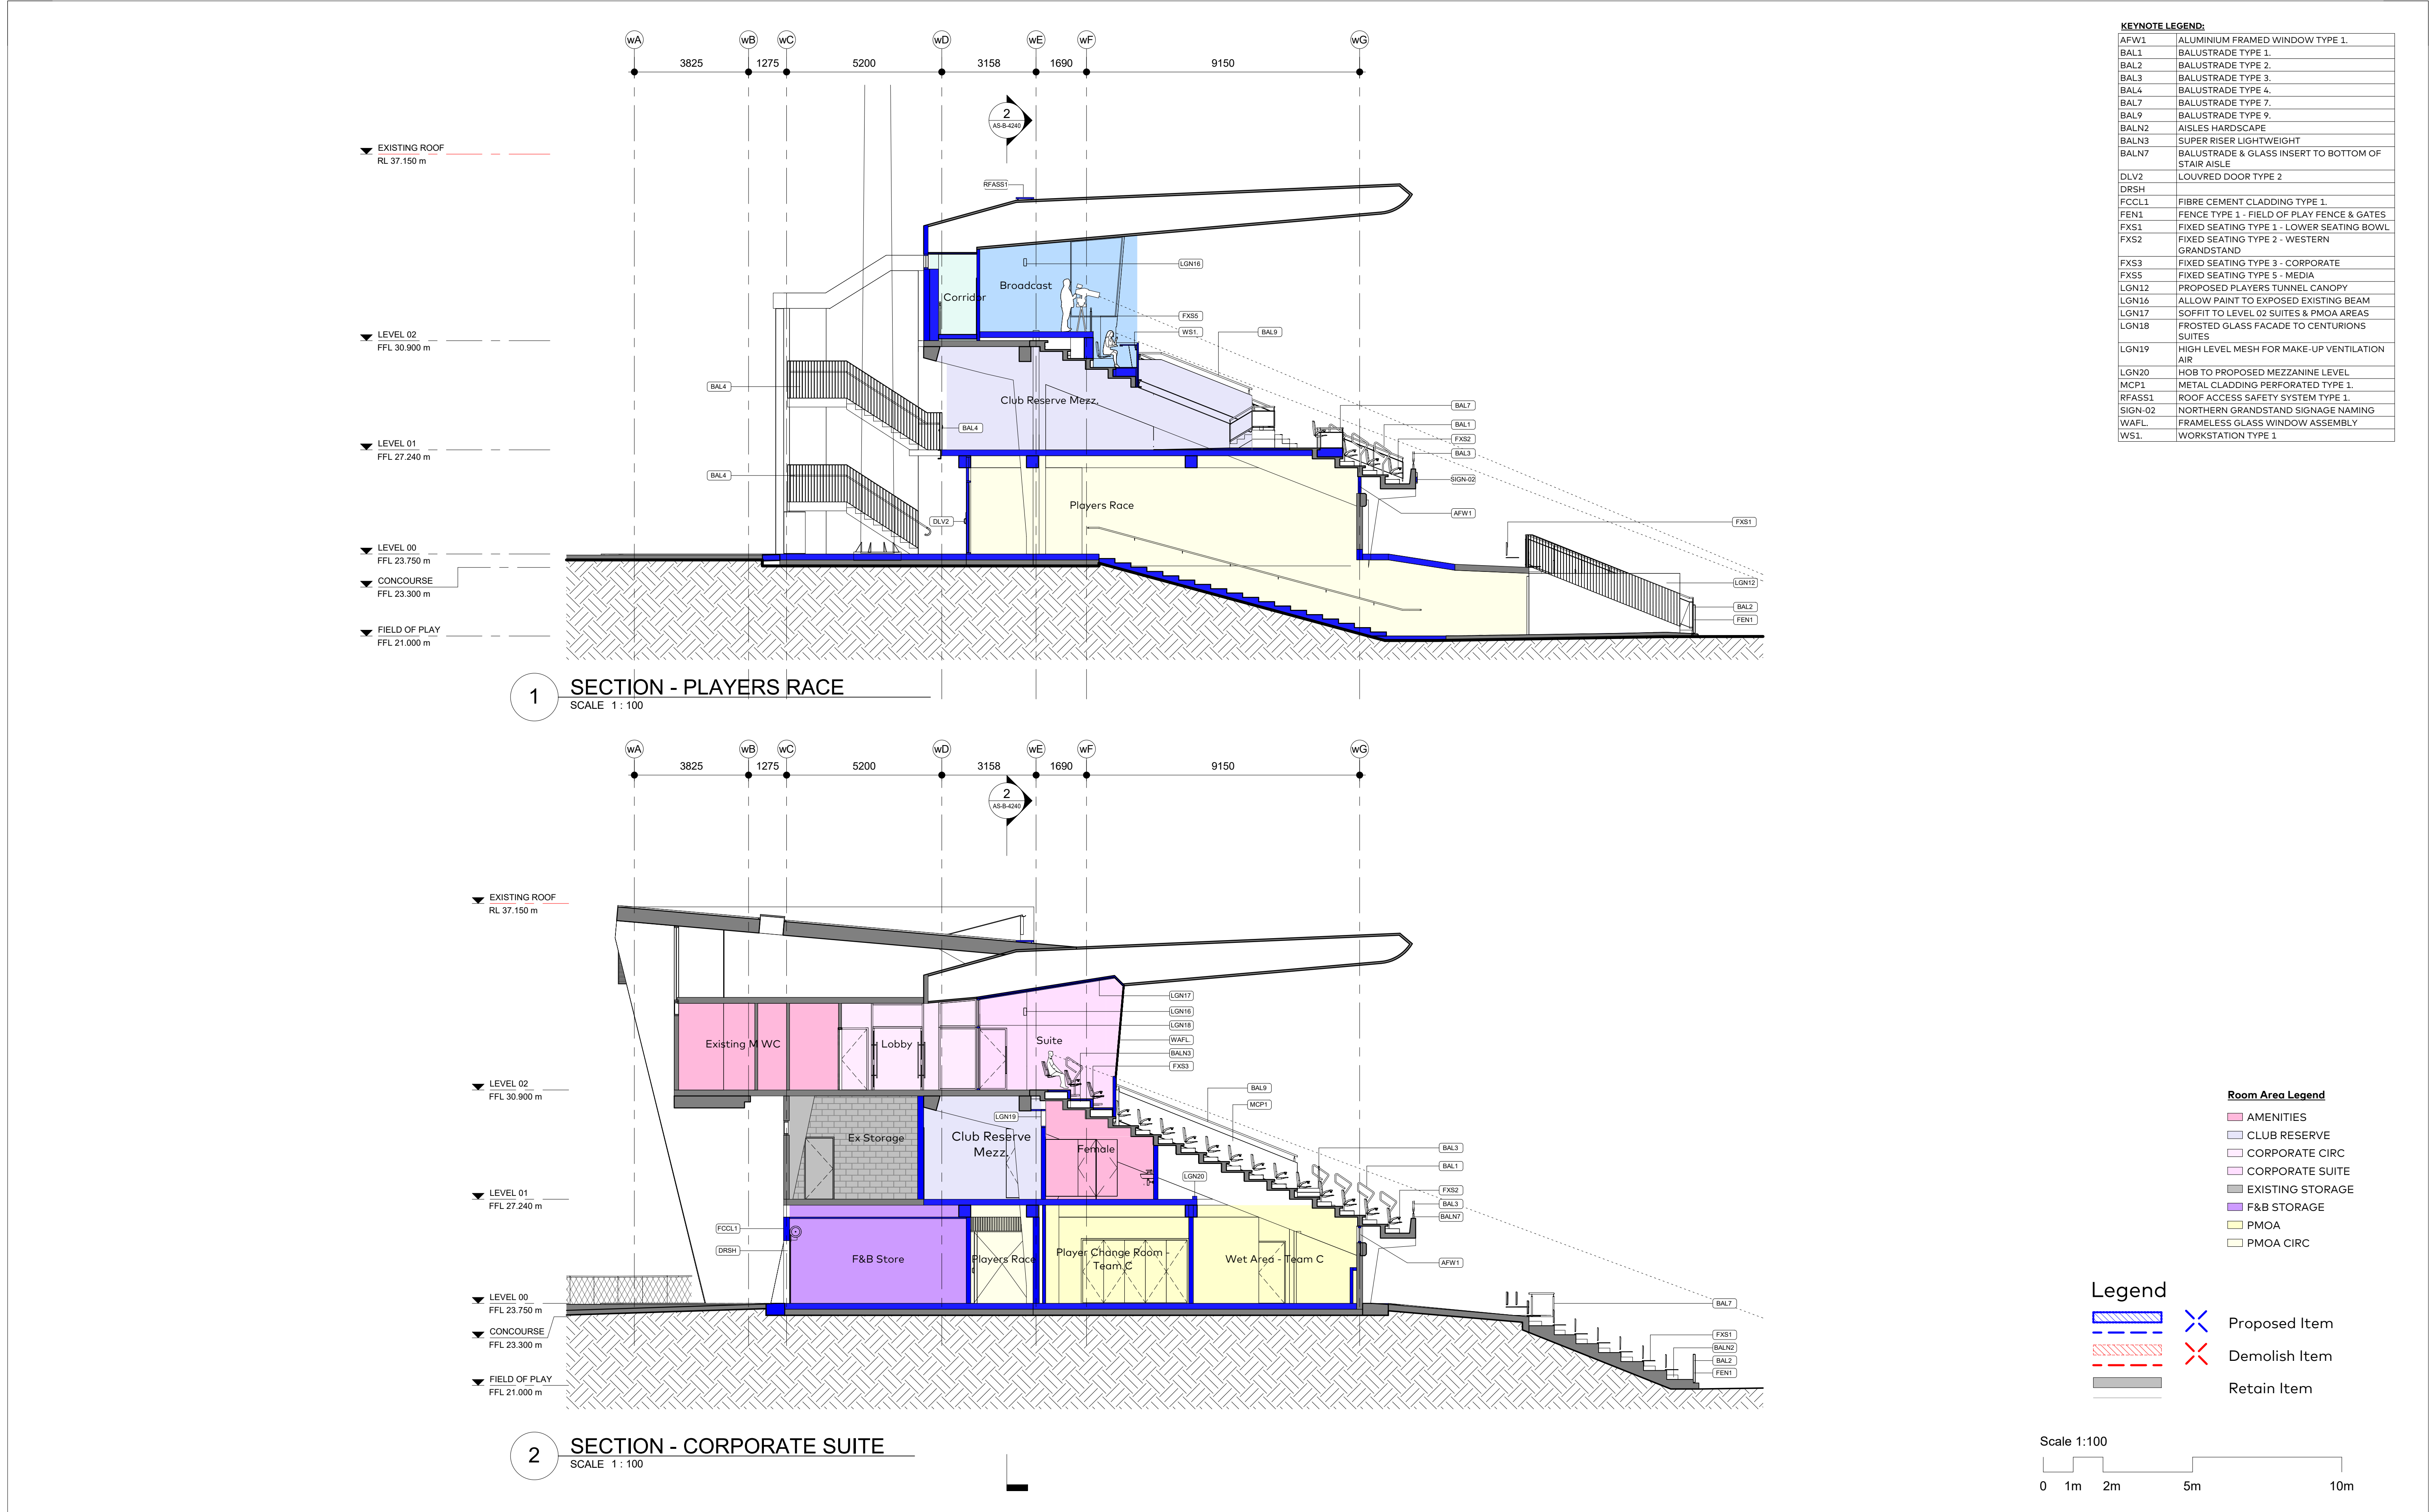 wA
wB
wC
wD
wE
wF
wG
3825
1275
5200
3158
1690
9150
2
AS-B-4240
EXISTING ROOF
RL 37.150 m
LEVEL 02
FFL 30.900 m
LEVEL 01
FFL 27.240 m
LEVEL 00
FFL 23.750 m
CONCOURSE
FFL 23.300 m
FIELD OF PLAY
FFL 21.000 m
RFASS1
LGN16
Corridor
Broadcast
FXS5
WS1.
BAL9
BAL4
Club Reserve Mezz.
BAL4
BAL7
BAL1
FXS2
BAL3
BAL4
SIGN-02
Players Race
AFW1
DLV2
FXS1
LGN12
BAL2
FEN1
1
SECTION - PLAYERS RACE
SCALE 1 : 100
wA
wB
wC
wD
wE
wF
wG
3825
1275
5200
3158
1690
9150
2
AS-B-4240
EXISTING ROOF
RL 37.150 m
LEVEL 02
FFL 30.900 m
LEVEL 01
FFL 27.240 m
LEVEL 00
FFL 23.750 m
CONCOURSE
FFL 23.300 m
FIELD OF PLAY
FFL 21.000 m
LGN17
LGN16
LGN18
WAFL.
BALN3
FXS3
Existing M WC
Lobby
Suite
BAL9
MCP1
LGN19
Ex Storage
Club Reserve
Mezz.
Female
LGN20
BAL3
BAL1
FXS2
BAL3
BALN7
FCCL1
DRSH
F&B Store
Players Race
Player Change Room -
Team C
Wet Area - Team C
AFW1
BAL7
FXS1
BALN2
BAL2
FEN1
2
SECTION - CORPORATE SUITE
SCALE 1 : 100
KEYNOTE LEGEND:
AFW1 ALUMINIUM FRAMED WINDOW TYPE 1.
BAL1 BALUSTRADE TYPE 1.
BAL2 BALUSTRADE TYPE 2.
BAL3 BALUSTRADE TYPE 3.
BAL4 BALUSTRADE TYPE 4.
BAL7 BALUSTRADE TYPE 7.
BAL9 BALUSTRADE TYPE 9.
BALN2 AISLES HARDSCAPE
BALN3 SUPER RISER LIGHTWEIGHT
BALN7 BALUSTRADE & GLASS INSERT TO BOTTOM OF
STAIR AISLE
DLV2 LOUVRED DOOR TYPE 2
DRSH
FCCL1 FIBRE CEMENT CLADDING TYPE 1.
FEN1 FENCE TYPE 1 - FIELD OF PLAY FENCE & GATES
FXS1 FIXED SEATING TYPE 1 - LOWER SEATING BOWL
FXS2 FIXED SEATING TYPE 2 - WESTERN
GRANDSTAND
FXS3 FIXED SEATING TYPE 3 - CORPORATE
FXS5 FIXED SEATING TYPE 5 - MEDIA
LGN12 PROPOSED PLAYERS TUNNEL CANOPY
LGN16 ALLOW PAINT TO EXPOSED EXISTING BEAM
LGN17 SOFFIT TO LEVEL 02 SUITES & PMOA AREAS
LGN18 FROSTED GLASS FACADE TO CENTURIONS
SUITES
LGN19 HIGH LEVEL MESH FOR MAKE-UP VENTILATION
AIR
LGN20 HOB TO PROPOSED MEZZANINE LEVEL
MCP1 METAL CLADDING PERFORATED TYPE 1.
RFASS1 ROOF ACCESS SAFETY SYSTEM TYPE 1.
SIGN-02 NORTHERN GRANDSTAND SIGNAGE NAMING
WAFL. FRAMELESS GLASS WINDOW ASSEMBLY
WS1. WORKSTATION TYPE 1
Room Area Legend
AMENITIES
CLUB RESERVE
CORPORATE CIRC
CORPORATE SUITE
EXISTING STORAGE
F&B STORAGE
PMOA
PMOA CIRC
Legend
Proposed Item
Demolish Item
Retain Item
Scale 1:100
0 1m 2m 5m 10m